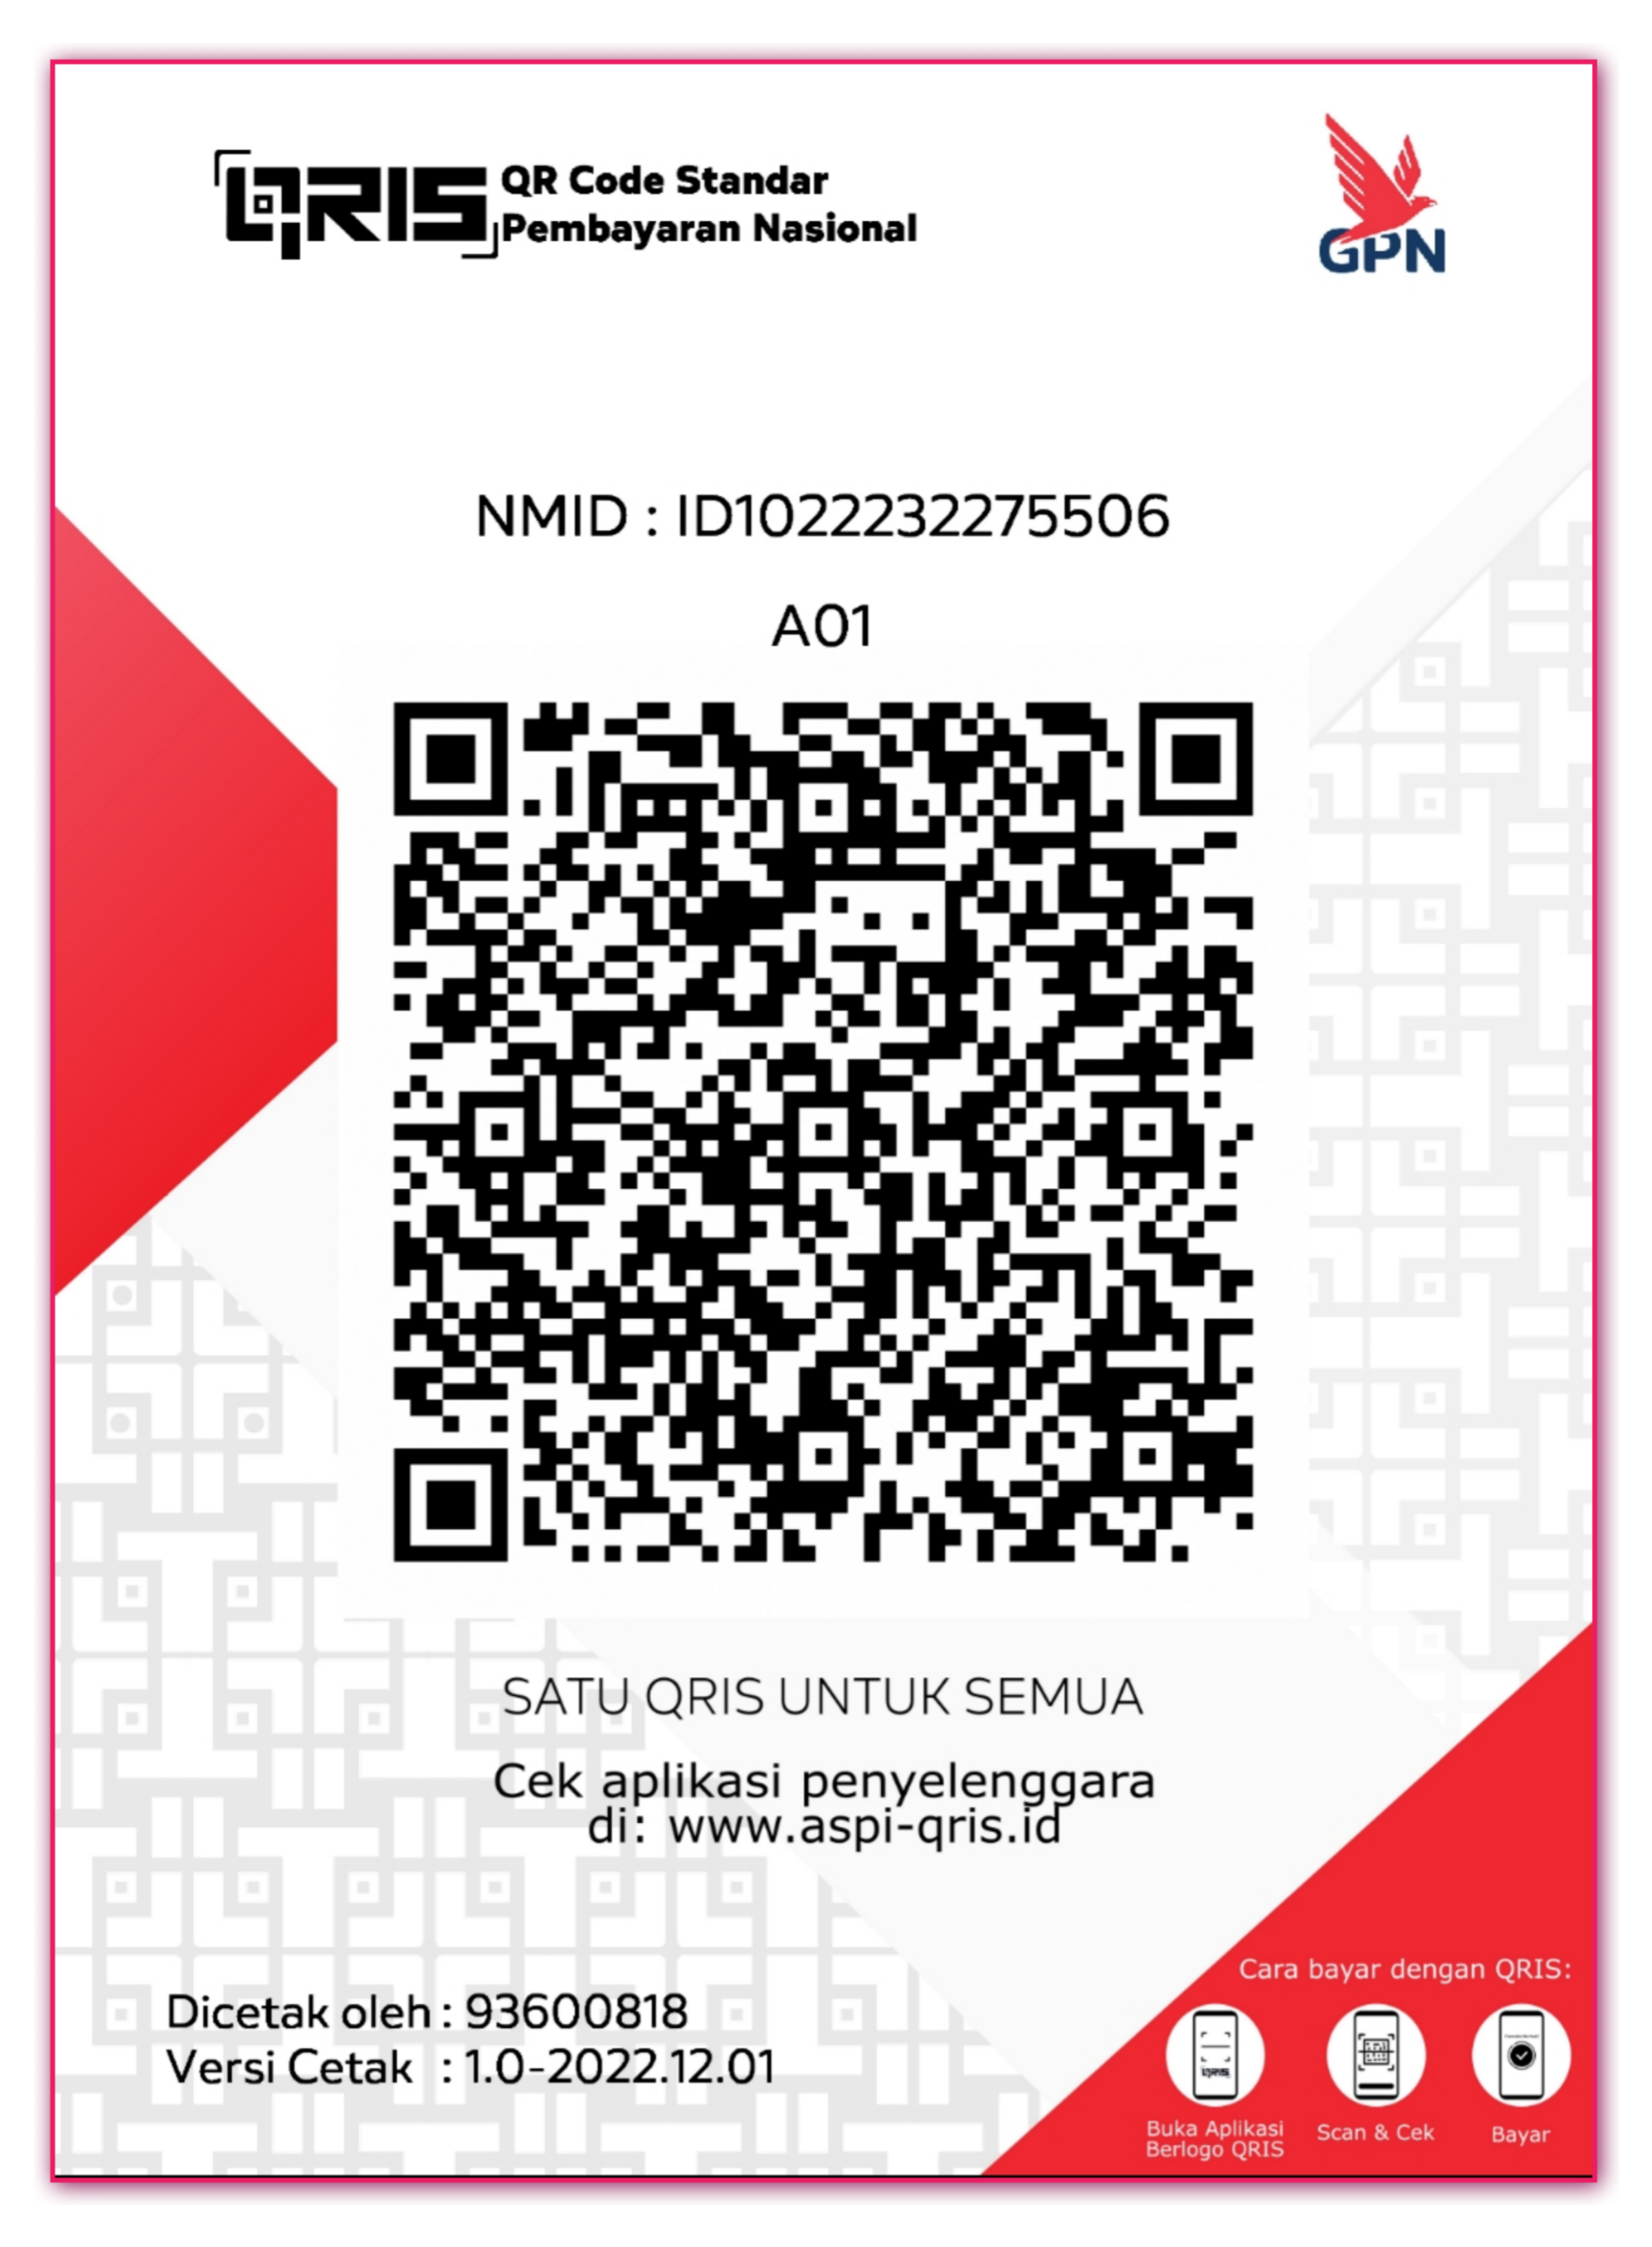 QRIS QR Code Standar
Pembayaran Nasional
GPN
NMID : ID1022232275506
A01
SATU QRIS UNTUK SEMUA
Cek aplikasi penyelenggara
di: www.aspi-qris.id
Dicetak oleh : 93600818
Versi Cetak : 1.0-2022.12.01
Cara bayar dengan QRIS:
Buka Aplikasi
Berlogo QRIS
Scan & Cek
Bayar